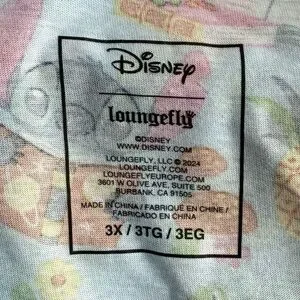 Disney
loungefly
©DISNEY
WWW.DISNEY.COM
LOUNGEFLY, LLC © 2024
LOUNGEFLY.COM
LOUNGEFLYEUROPE.COM
3601 W OLIVE AVE, SUITE 500
BURBANK, CA 91505
MADE IN CHINA / FABRIQUÉ EN CHINE /
FABRICADO EN CHINA
3X / 3TG / 3EG